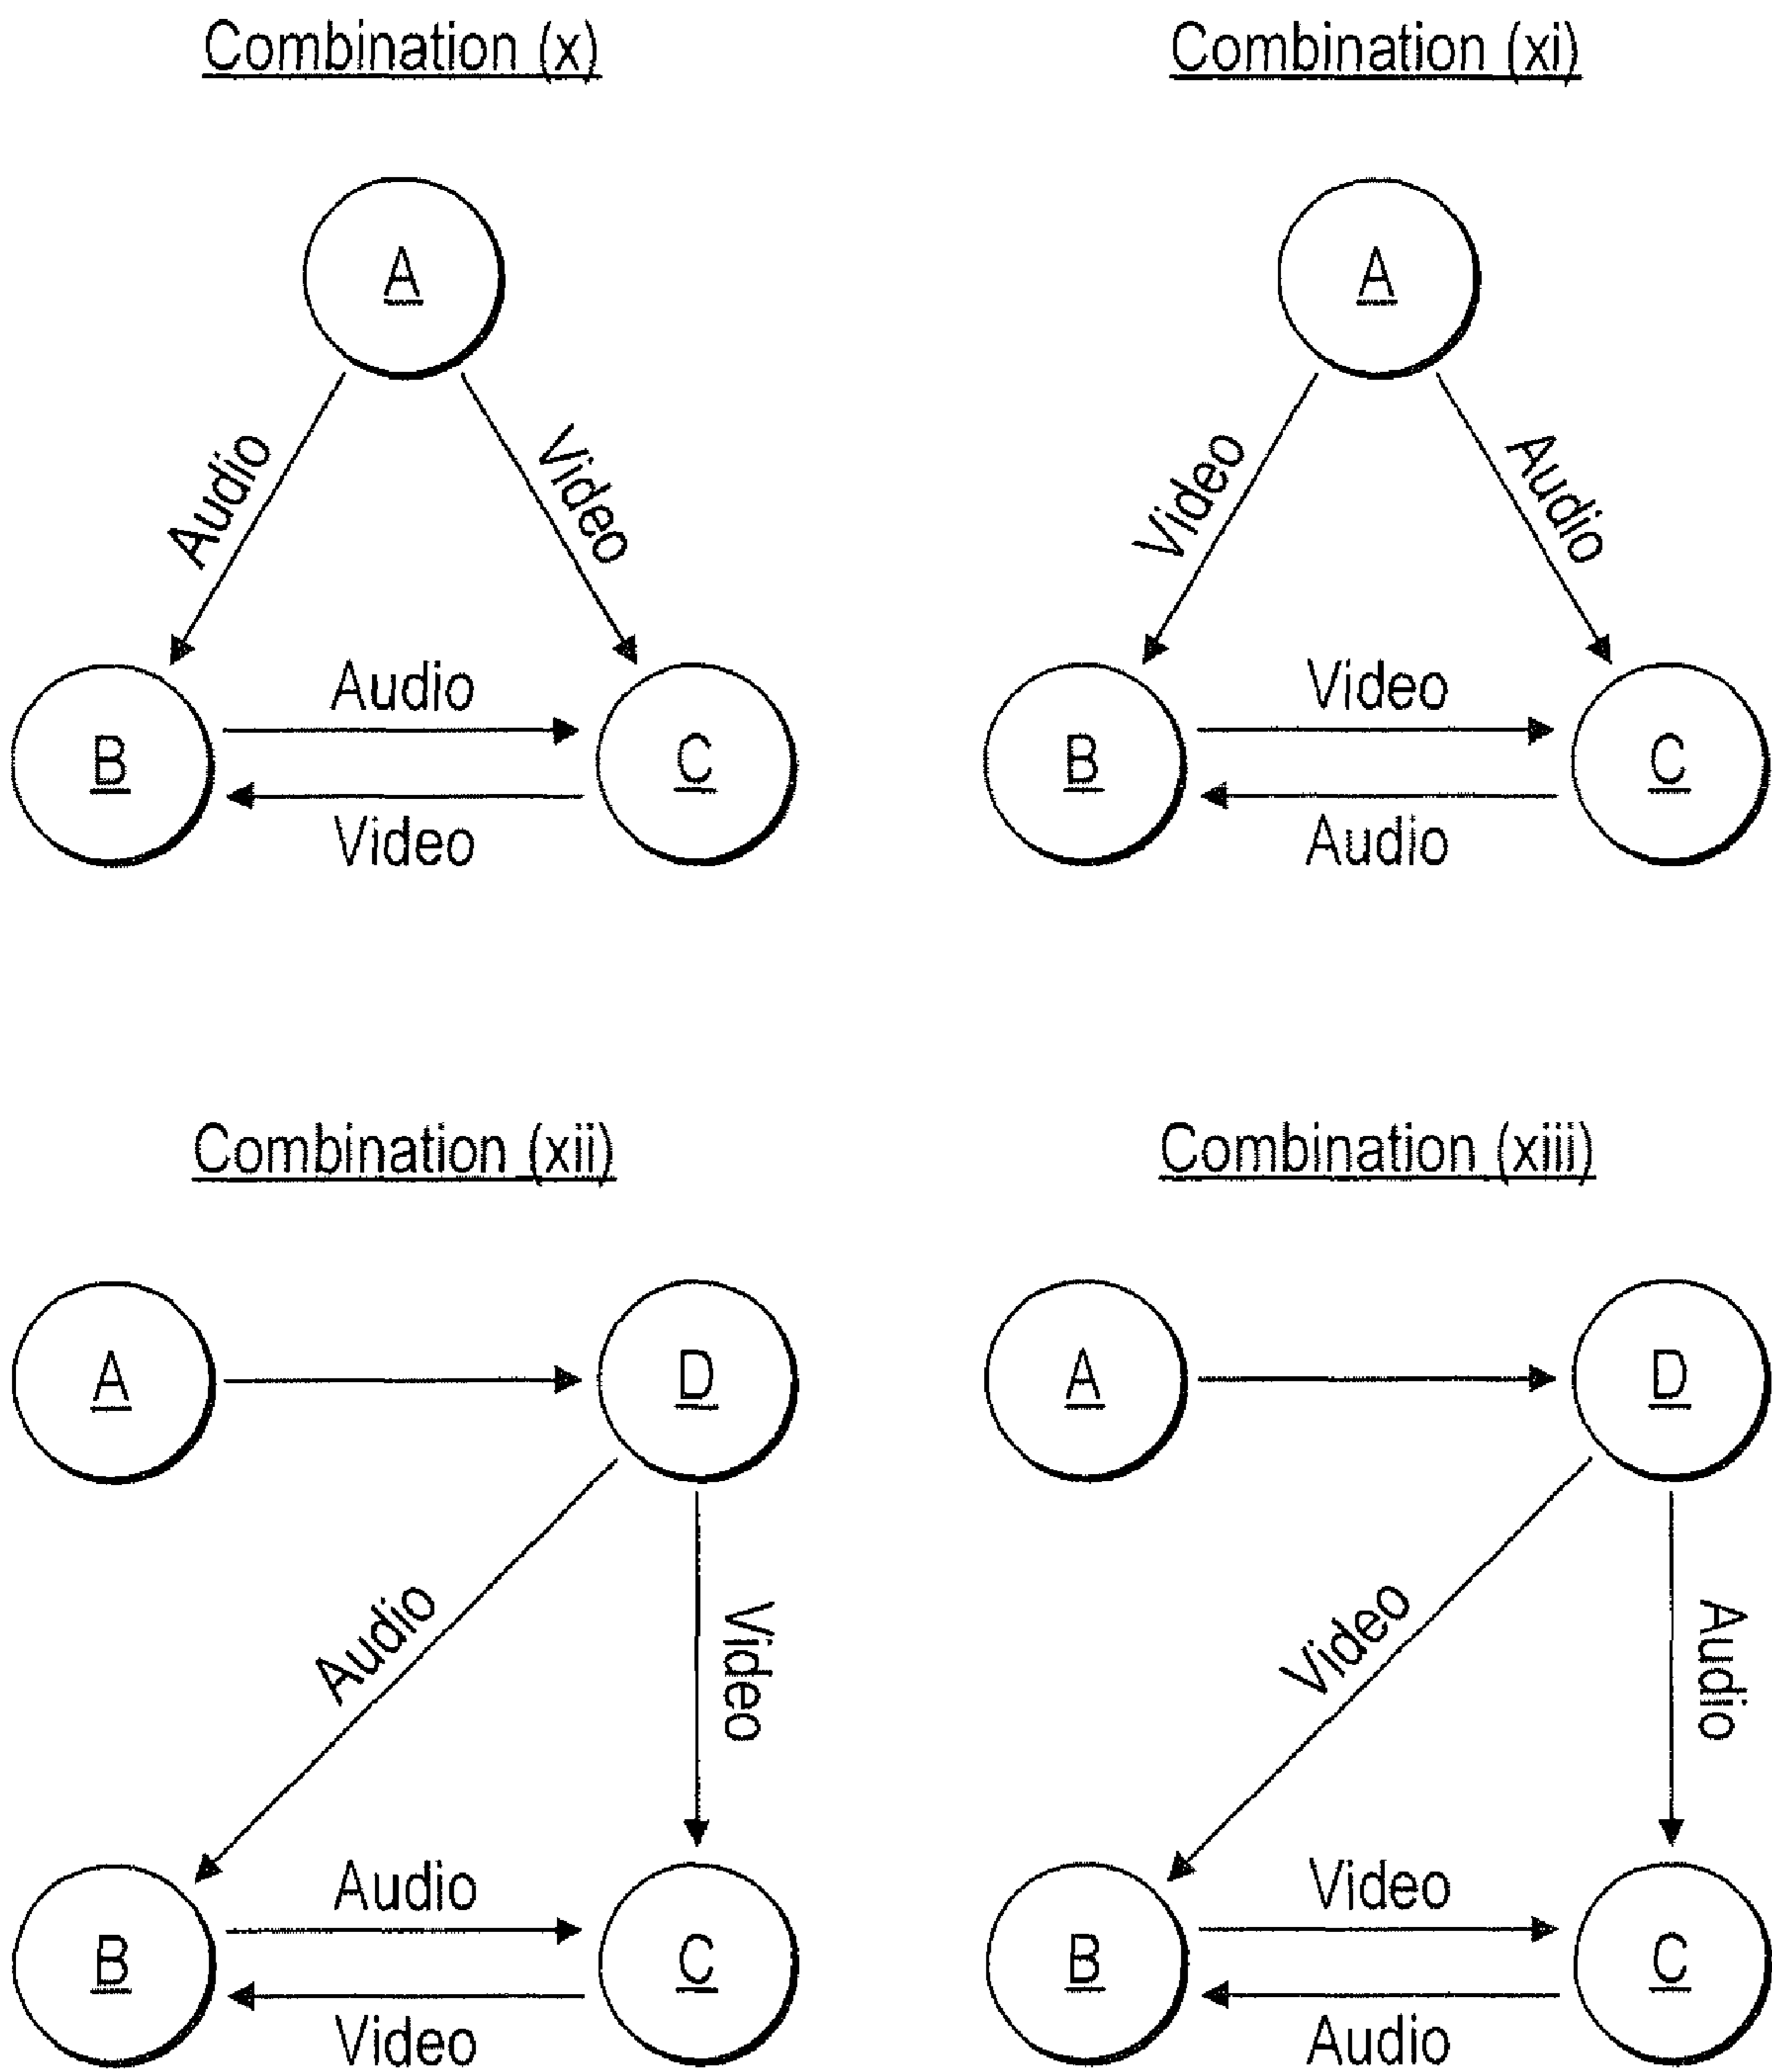 Combination (x)
A
Audio
Video
B
Audio
C
Video
Combination (xi)
A
Video
Audio
B
Video
C
Audio
Combination (xii)
A
D
Audio
Video
B
Audio
C
Video
Combination (xiii)
A
D
Video
Audio
B
Video
C
Audio